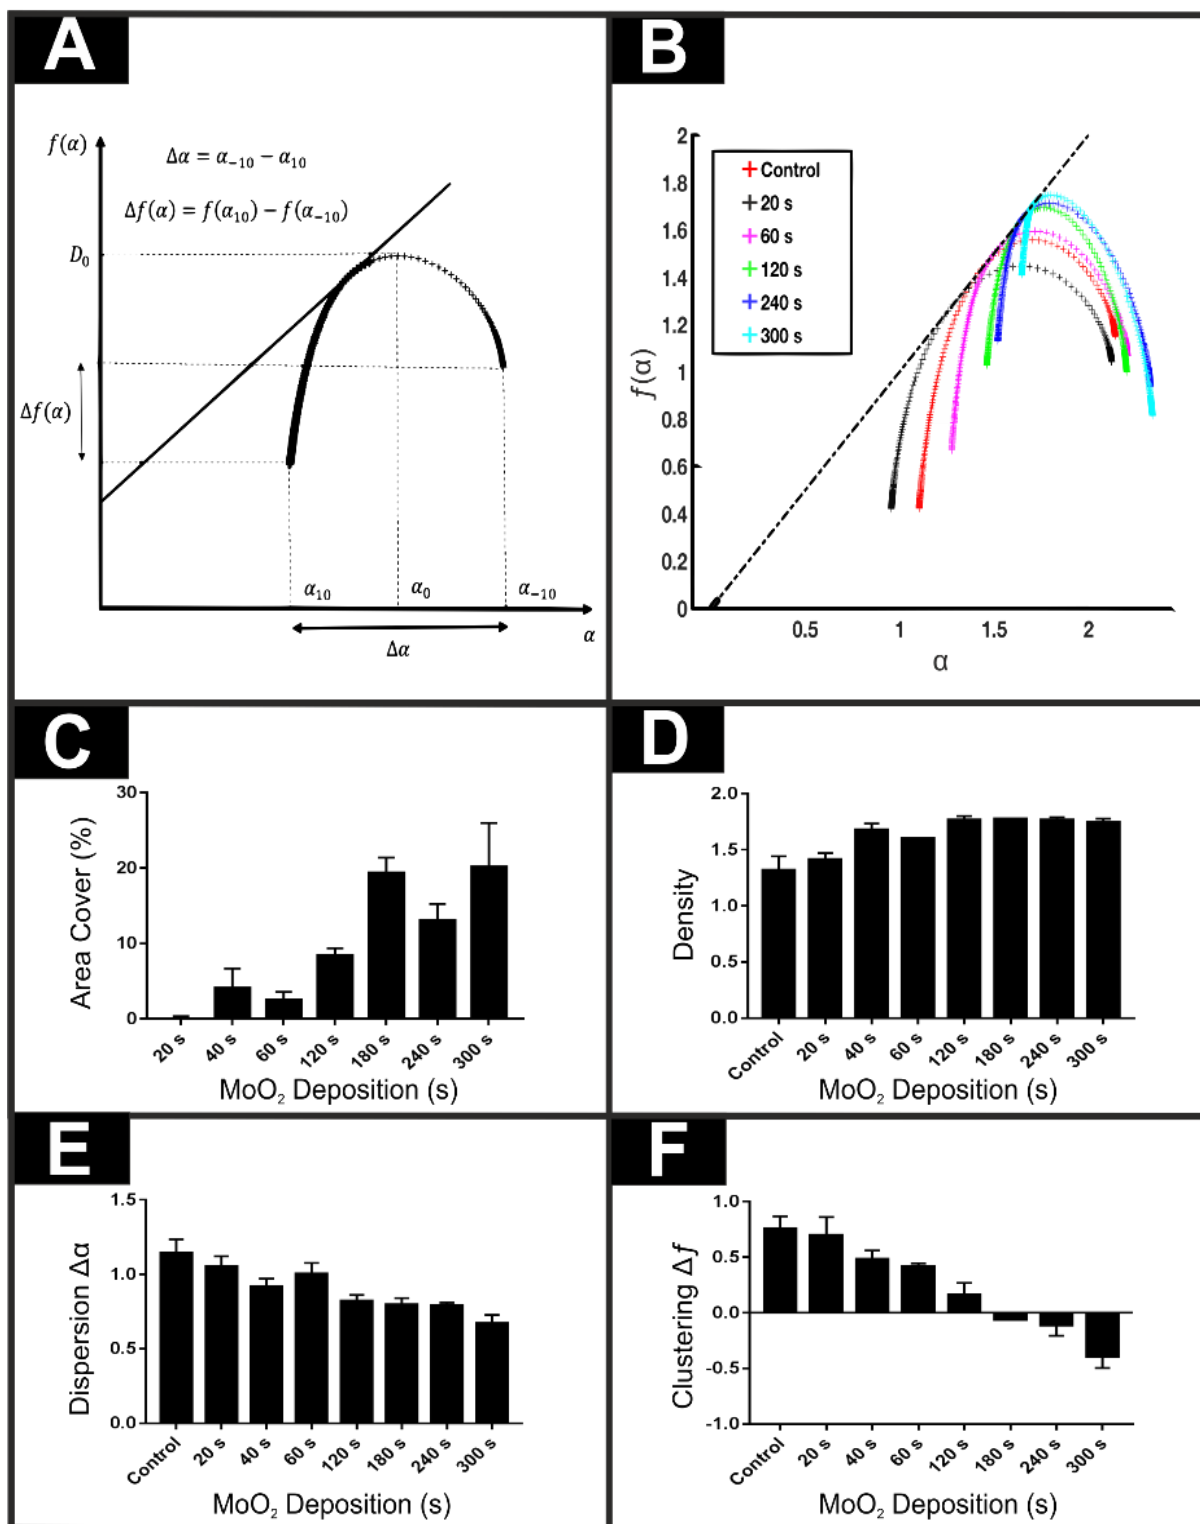 A
f(α)
Δα = α₋₁₀ − α₁₀
Δf(α) = f(α₁₀) − f(α₋₁₀)
D₀
Δf(α)
α₁₀
α₀
α₋₁₀
α
Δα
B
2
1.8
1.6
1.4
1.2
1
0.8
0.6
0.4
0.2
0
f(α)
Control
20 s
60 s
120 s
240 s
300 s
0.5
1
1.5
2
α
C
30
20
10
0
Area Cover (%)
20 s
40 s
60 s
120 s
180 s
240 s
300 s
MoO₂ Deposition (s)
D
2.0
1.5
1.0
0.5
0.0
Density
Control
20 s
40 s
60 s
120 s
180 s
240 s
300 s
MoO₂ Deposition (s)
E
1.5
1.0
0.5
0.0
Dispersion Δα
Control
20 s
40 s
60 s
120 s
180 s
240 s
300 s
MoO₂ Deposition (s)
F
1.0
0.5
0.0
-0.5
-1.0
Clustering Δf
Control
20 s
40 s
60 s
120 s
180 s
240 s
300 s
MoO₂ Deposition (s)